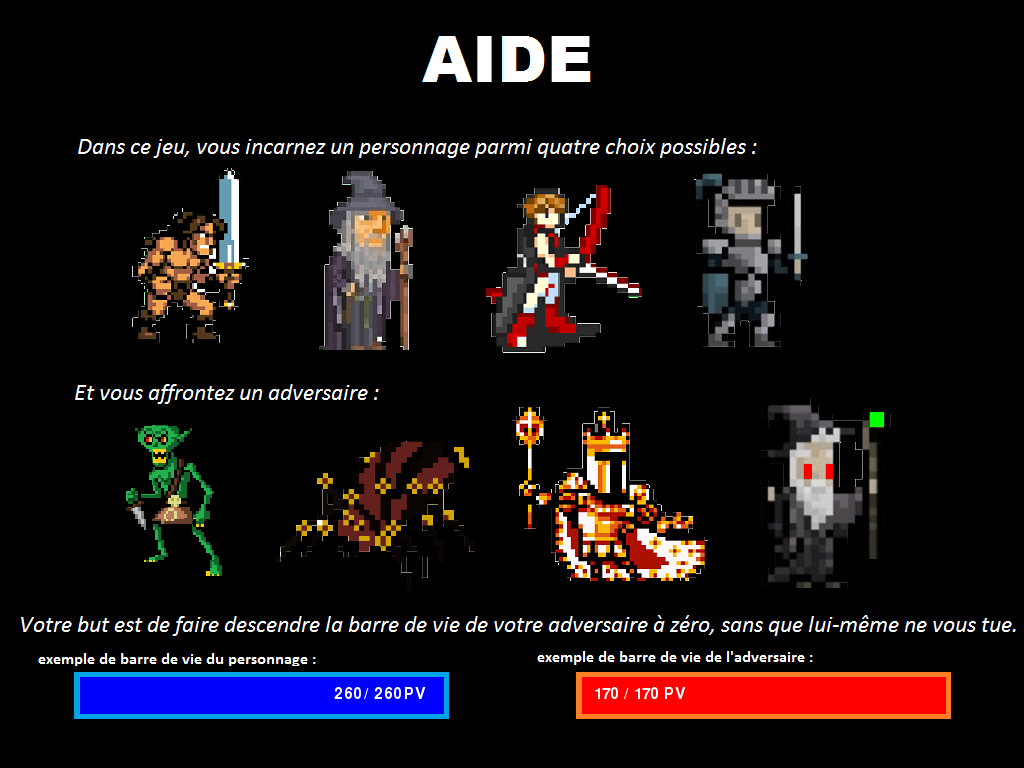 AIDE
Dans ce jeu, vous incarnez un personnage parmi quatre choix possibles :
Et vous affrontez un adversaire :
Votre but est de faire descendre la barre de vie de votre adversaire à zéro, sans que lui-même ne vous tue.
exemple de barre de vie du personnage :
exemple de barre de vie de l'adversaire :
260/ 260PV
170 / 170 PV